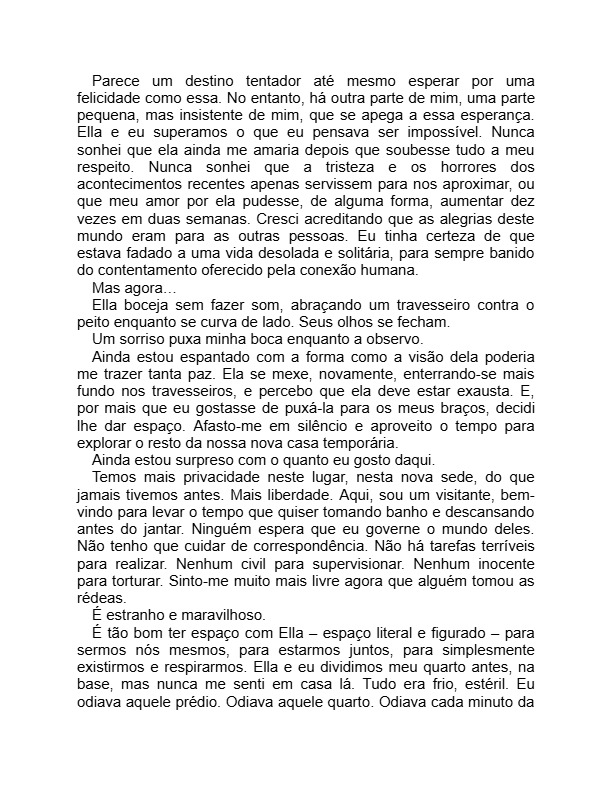 Parece um destino tentador até mesmo esperar por uma
felicidade como essa. No entanto, há outra parte de mim, uma parte
pequena, mas insistente de mim, que se apega a essa esperança.
Ella e eu superamos o que eu pensava ser impossível. Nunca
sonhei que ela ainda me amaria depois que soubesse tudo a meu
respeito. Nunca sonhei que a tristeza e os horrores dos
acontecimentos recentes apenas servissem para nos aproximar, ou
que meu amor por ela pudesse, de alguma forma, aumentar dez
vezes em duas semanas. Cresci acreditando que as alegrias deste
mundo eram para as outras pessoas. Eu tinha certeza de que
estava fadado a uma vida desolada e solitária, para sempre banido
do contentamento oferecido pela conexão humana.
Mas agora…
Ella boceja sem fazer som, abraçando um travesseiro contra o
peito enquanto se curva de lado. Seus olhos se fecham.
Um sorriso puxa minha boca enquanto a observo.
Ainda estou espantado com a forma como a visão dela poderia
me trazer tanta paz. Ela se mexe, novamente, enterrando-se mais
fundo nos travesseiros, e percebo que ela deve estar exausta. E,
por mais que eu gostasse de puxá-la para os meus braços, decidi
lhe dar espaço. Afasto-me em silêncio e aproveito o tempo para
explorar o resto da nossa nova casa temporária.
Ainda estou surpreso com o quanto eu gosto daqui.
Temos mais privacidade neste lugar, nesta nova sede, do que
jamais tivemos antes. Mais liberdade. Aqui, sou um visitante, bem-
vindo para levar o tempo que quiser tomando banho e descansando
antes do jantar. Ninguém espera que eu governe o mundo deles.
Não tenho que cuidar de correspondência. Não há tarefas terríveis
para realizar. Nenhum civil para supervisionar. Nenhum inocente
para torturar. Sinto-me muito mais livre agora que alguém tomou as
rédeas.
É estranho e maravilhoso.
É tão bom ter espaço com Ella – espaço literal e figurado – para
sermos nós mesmos, para estarmos juntos, para simplesmente
existirmos e respirarmos. Ella e eu dividimos meu quarto antes, na
base, mas nunca me senti em casa lá. Tudo era frio, estéril. Eu
odiava aquele prédio. Odiava aquele quarto. Odiava cada minuto da